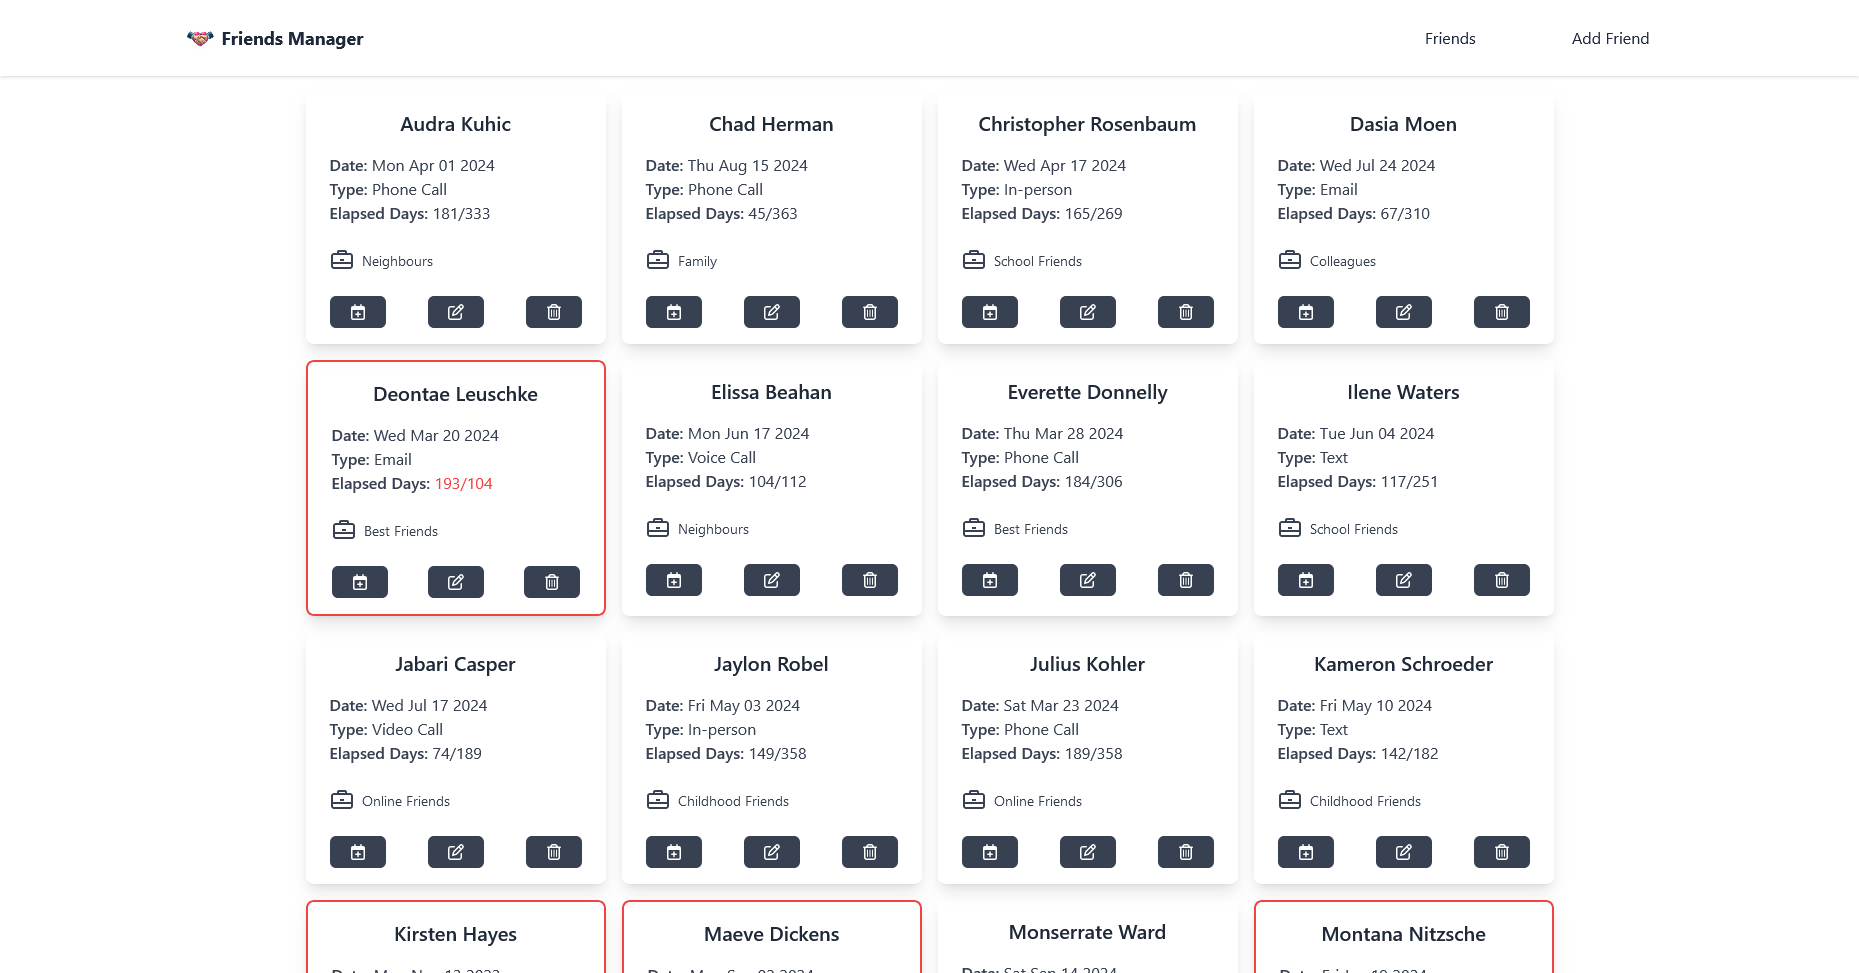 Friends Manager
Friends
Add Friend
Audra Kuhic
Date: Mon Apr 01 2024
Type: Phone Call
Elapsed Days: 181/333
Neighbours
Chad Herman
Date: Thu Aug 15 2024
Type: Phone Call
Elapsed Days: 45/363
Family
Christopher Rosenbaum
Date: Wed Apr 17 2024
Type: In-person
Elapsed Days: 165/269
School Friends
Dasia Moen
Date: Wed Jul 24 2024
Type: Email
Elapsed Days: 67/310
Colleagues
Deontae Leuschke
Date: Wed Mar 20 2024
Type: Email
Elapsed Days: 193/104
Best Friends
Elissa Beahan
Date: Mon Jun 17 2024
Type: Voice Call
Elapsed Days: 104/112
Neighbours
Everette Donnelly
Date: Thu Mar 28 2024
Type: Phone Call
Elapsed Days: 184/306
Best Friends
Ilene Waters
Date: Tue Jun 04 2024
Type: Text
Elapsed Days: 117/251
School Friends
Jabari Casper
Date: Wed Jul 17 2024
Type: Video Call
Elapsed Days: 74/189
Online Friends
Jaylon Robel
Date: Fri May 03 2024
Type: In-person
Elapsed Days: 149/358
Childhood Friends
Julius Kohler
Date: Sat Mar 23 2024
Type: Phone Call
Elapsed Days: 189/358
Online Friends
Kameron Schroeder
Date: Fri May 10 2024
Type: Text
Elapsed Days: 142/182
Childhood Friends
Kirsten Hayes
Maeve Dickens
Monserrate Ward
Date: Sat Sep 14 2024
Montana Nitzsche